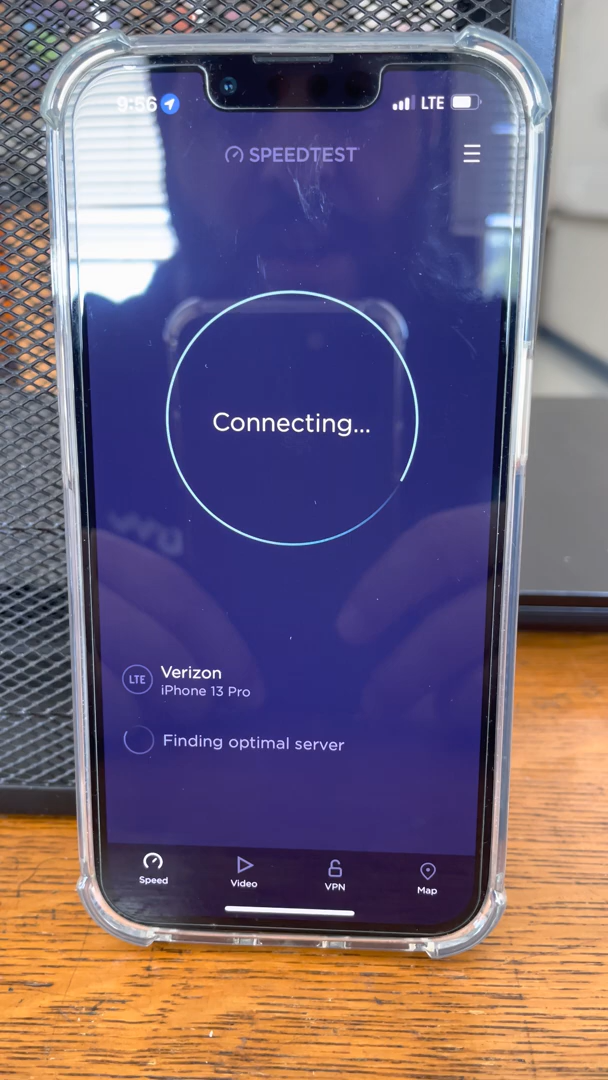 9:56
LTE
SPEEDTEST
Connecting...
LTE
Verizon
iPhone 13 Pro
Finding optimal server
Speed
Video
VPN
Map